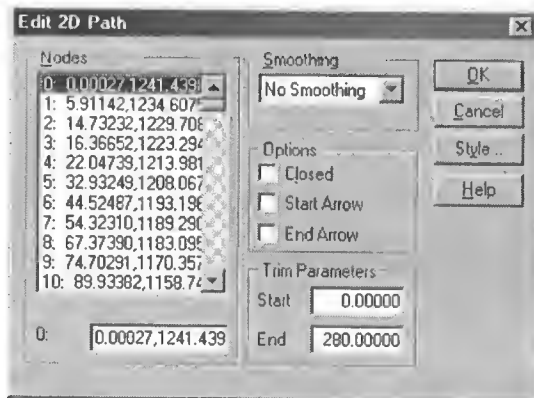 Edit 2D Path
Nodes
0: 0.00027,1241.439
1: 5.91142,1234.6075
2: 14.73232,1229.708
3: 16.36652,1223.294
4: 22.04739,1213.981
5: 32.93249,1208.067
6: 44.52487,1193.196
7: 54.32310,1189.290
8: 67.37390,1183.095
9: 74.70291,1170.357
10: 89.93382,1158.74
0: 0.00027,1241.439
Smoothing
No Smoothing
Options
Closed
Start Arrow
End Arrow
Trim Parameters
Start 0.00000
End 280.00000
OK
Cancel
Style...
Help